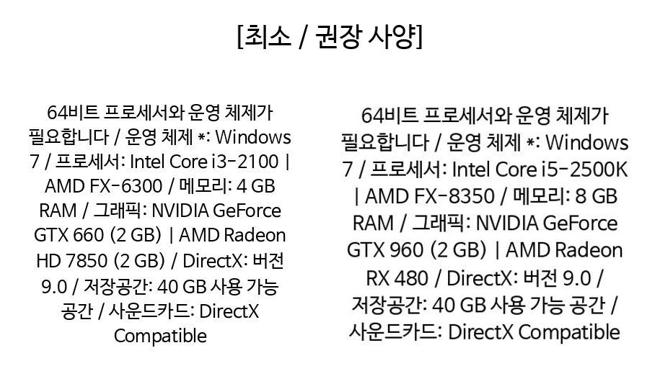 [최소 / 권장 사양]
64비트 프로세서와 운영 체제가
필요합니다 / 운영 체제 *: Windows
7 / 프로세서: Intel Core i3-2100 |
AMD FX-6300 / 메모리: 4 GB
RAM / 그래픽: NVIDIA GeForce
GTX 660 (2 GB) | AMD Radeon
HD 7850 (2 GB) / DirectX: 버전
9.0 / 저장공간: 40 GB 사용 가능
공간 / 사운드카드: DirectX
Compatible
64비트 프로세서와 운영 체제가
필요합니다 / 운영 체제 *: Windows
7 / 프로세서: Intel Core i5-2500K
| AMD FX-8350 / 메모리: 8 GB
RAM / 그래픽: NVIDIA GeForce
GTX 960 (2 GB) | AMD Radeon
RX 480 / DirectX: 버전 9.0 /
저장공간: 40 GB 사용 가능 공간 /
사운드카드: DirectX Compatible